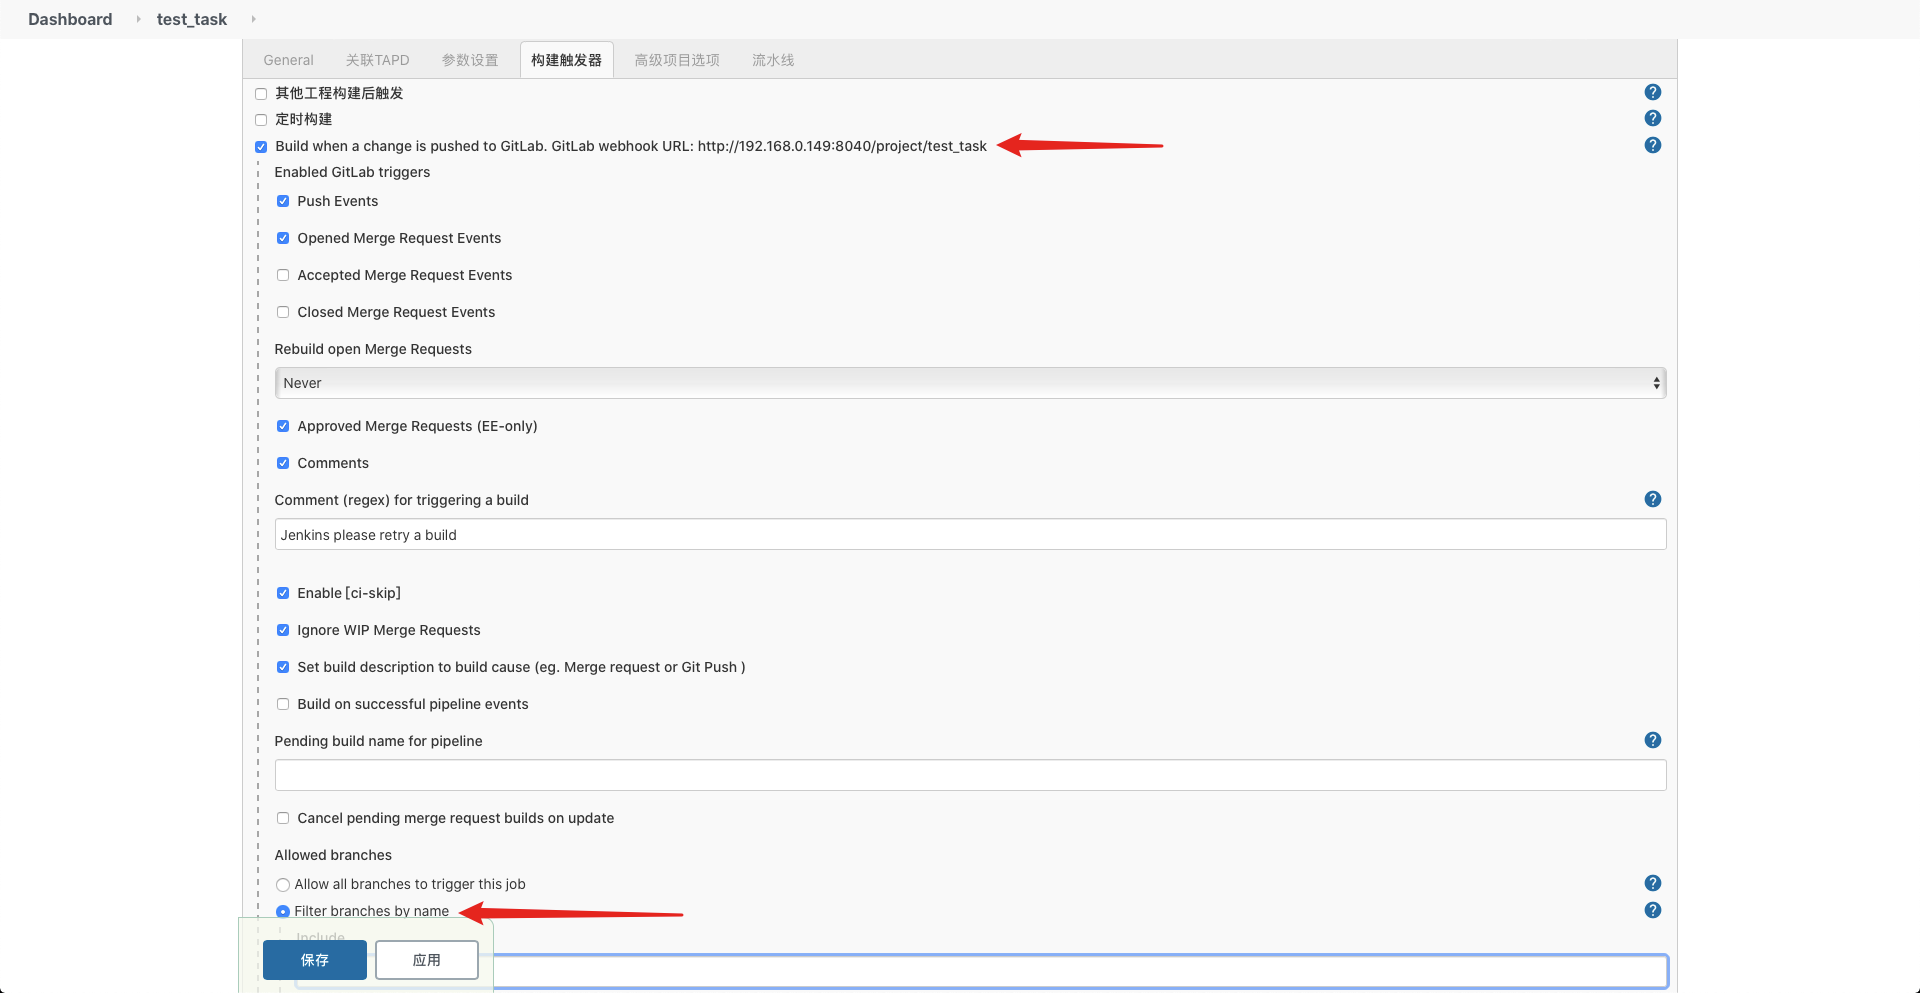 Dashboard test_task
General 关联TAPD 参数设置 构建触发器 高级项目选项 流水线
其他工程构建后触发
定时构建
Build when a change is pushed to GitLab. GitLab webhook URL: http://192.168.0.149:8040/project/test_task
Enabled GitLab triggers
Push Events
Opened Merge Request Events
Accepted Merge Request Events
Closed Merge Request Events
Rebuild open Merge Requests
Never
Approved Merge Requests (EE-only)
Comments
Comment (regex) for triggering a build
Jenkins please retry a build
Enable [ci-skip]
Ignore WIP Merge Requests
Set build description to build cause (eg. Merge request or Git Push )
Build on successful pipeline events
Pending build name for pipeline
Cancel pending merge request builds on update
Allowed branches
Allow all branches to trigger this job
Filter branches by name
Include
保存 应用